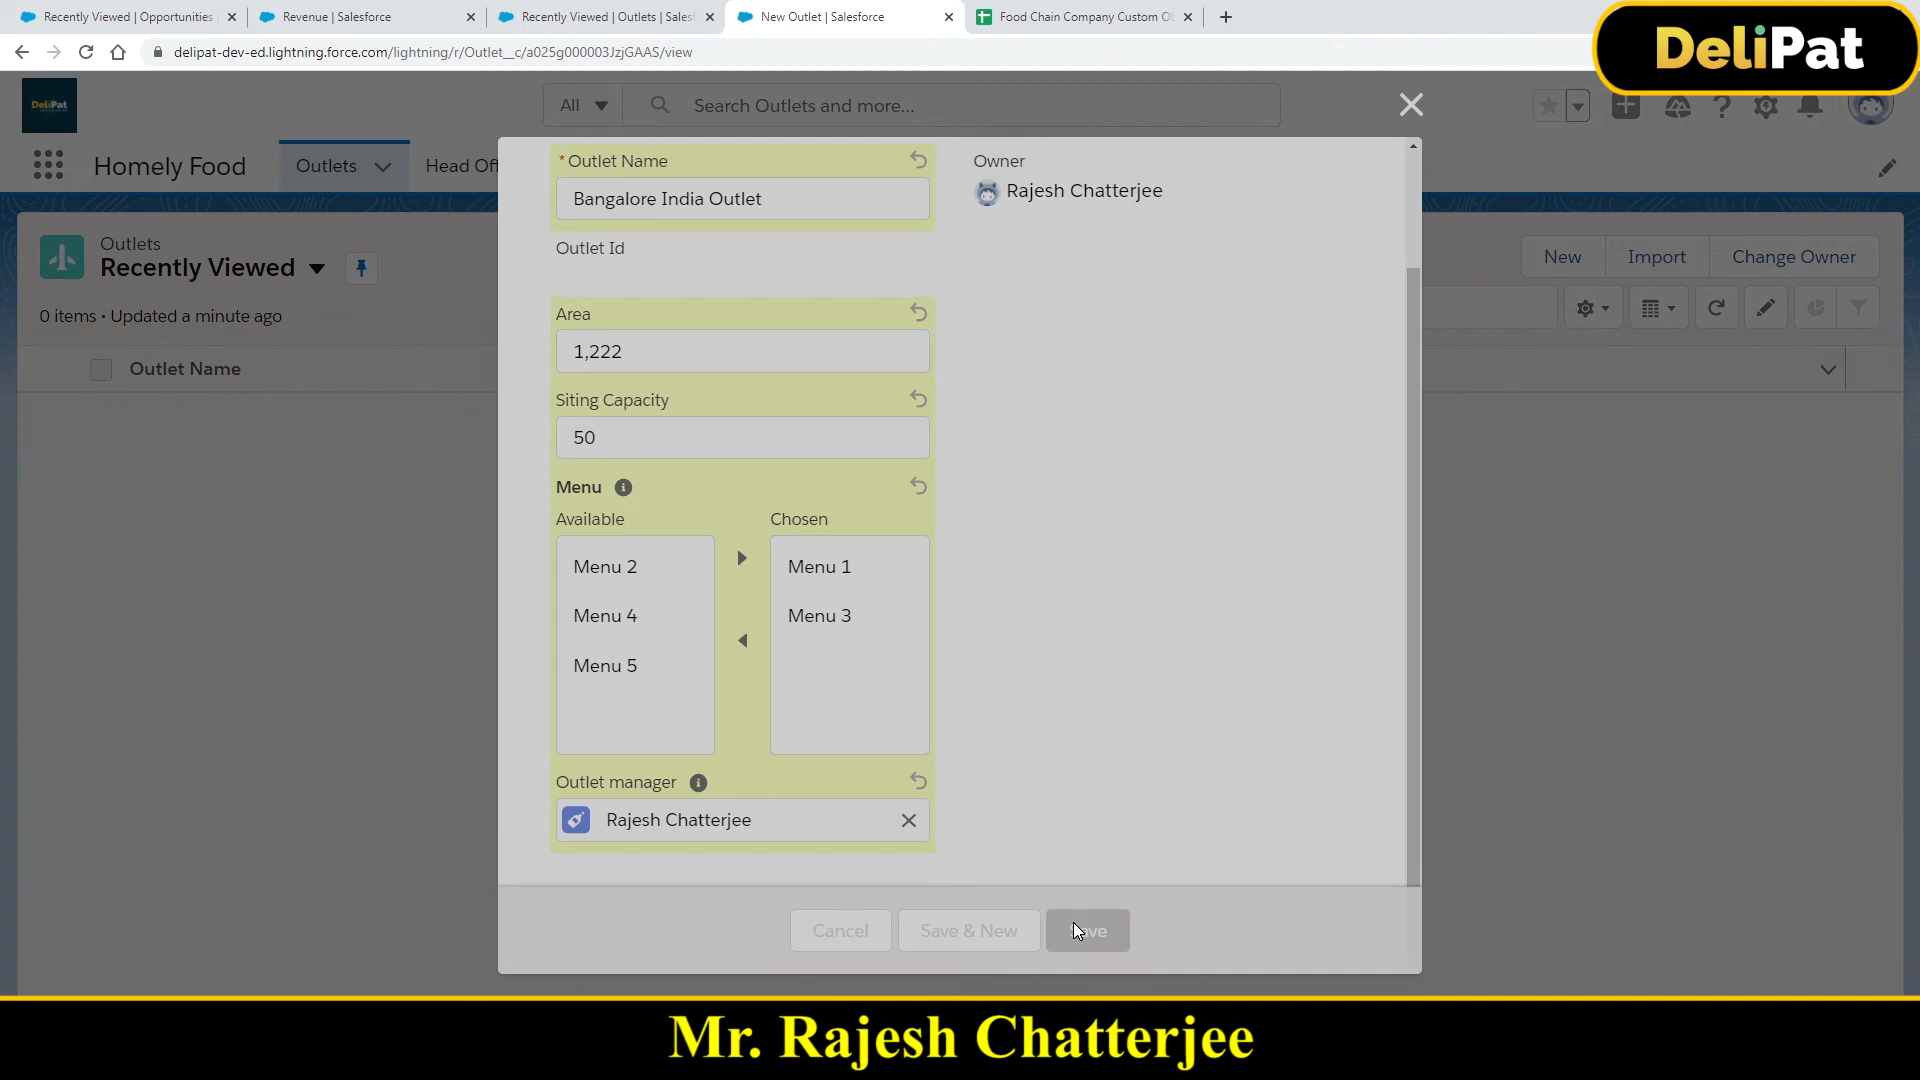 Recently Viewed | Opportunities
Revenue | Salesforce
Recently Viewed | Outlets | Sales
New Outlet | Salesforce
Food Chain Company Custom Ob
delipat-dev-ed.lightning.force.com/lightning/r/Outlet__c/a025g000003JzjGAAS/view
DeliPat
DeliPat
All
Search Outlets and more...
Homely Food
Outlets
Head Off
* Outlet Name
Bangalore India Outlet
Owner
Rajesh Chatterjee
Outlet Id
Outlets
Recently Viewed
New
Import
Change Owner
0 items • Updated a minute ago
Outlet Name
Area
1,222
Siting Capacity
50
Menu
Available
Chosen
Menu 2
Menu 4
Menu 5
Menu 1
Menu 3
Outlet manager
Rajesh Chatterjee
Cancel
Save & New
Save
Mr. Rajesh Chatterjee